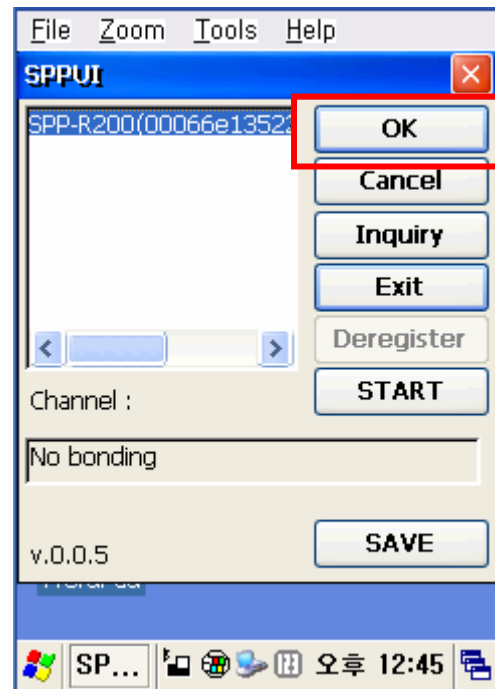 File Zoom Tools Help
SPPUI
SPP-R200(00066e13522
OK
Cancel
Inquiry
Exit
Deregister
START
Channel :
No bonding
v.0.0.5
SAVE
SP... 오후 12:45